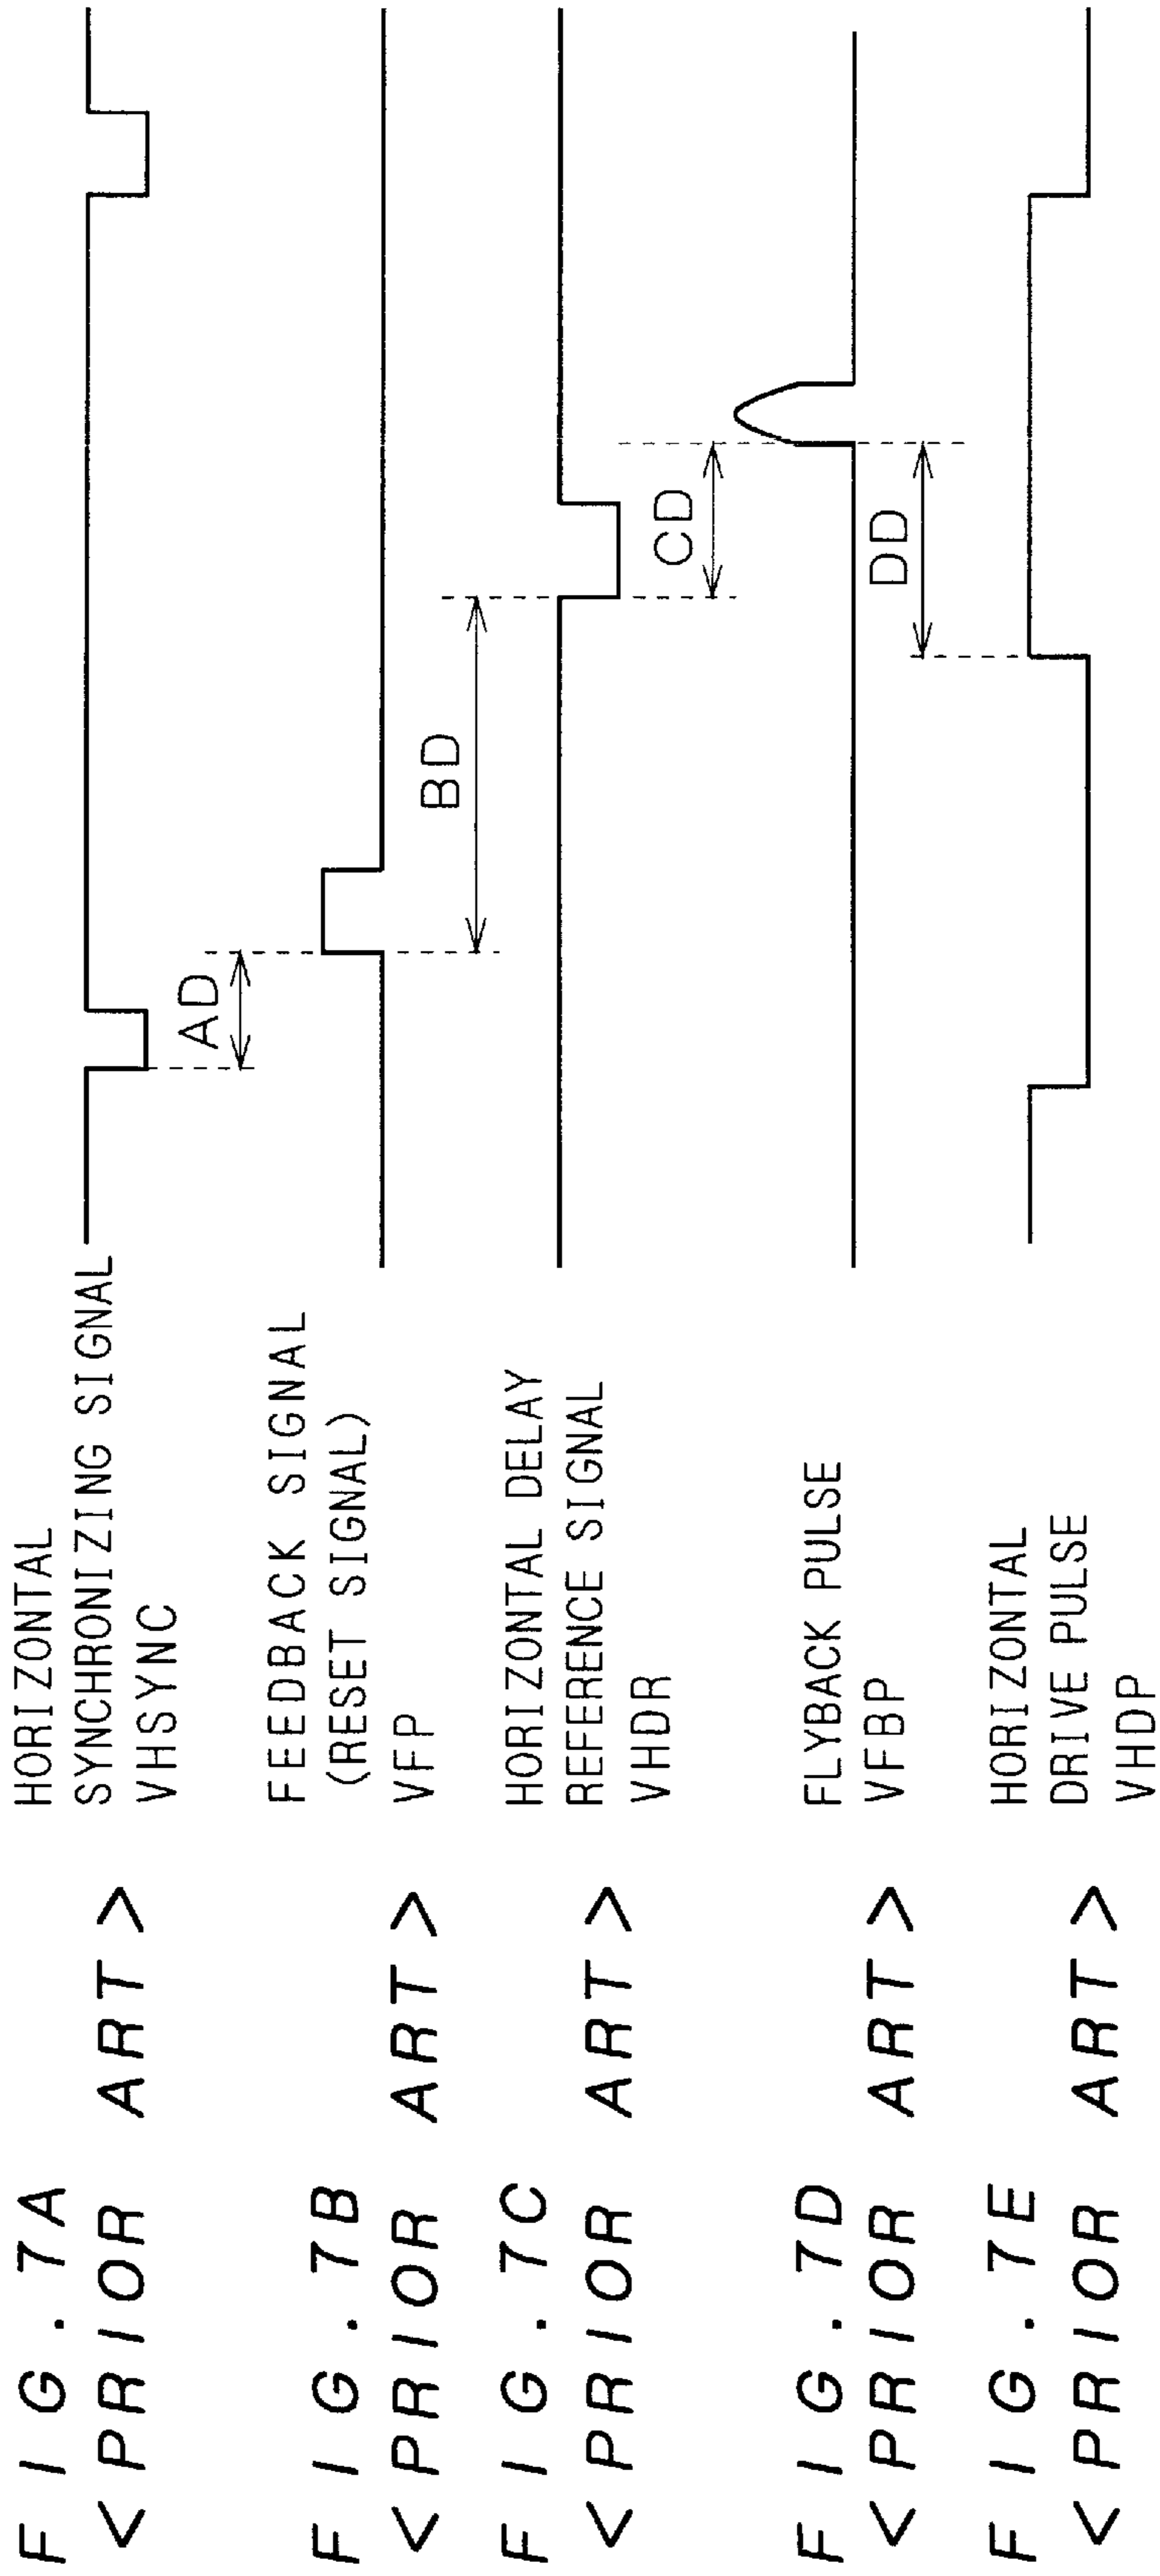 FIG.7A
<PRIOR ART>
HORIZONTAL
SYNCHRONIZING SIGNAL
VHSYNC
AD
FIG.7B
<PRIOR ART>
FEEDBACK SIGNAL
(RESET SIGNAL)
VFP
BD
FIG.7C
<PRIOR ART>
HORIZONTAL DELAY
REFERENCE SIGNAL
VHDR
CD
FIG.7D
<PRIOR ART>
FLYBACK PULSE
VFBP
DD
FIG.7E
<PRIOR ART>
HORIZONTAL
DRIVE PULSE
VHDP